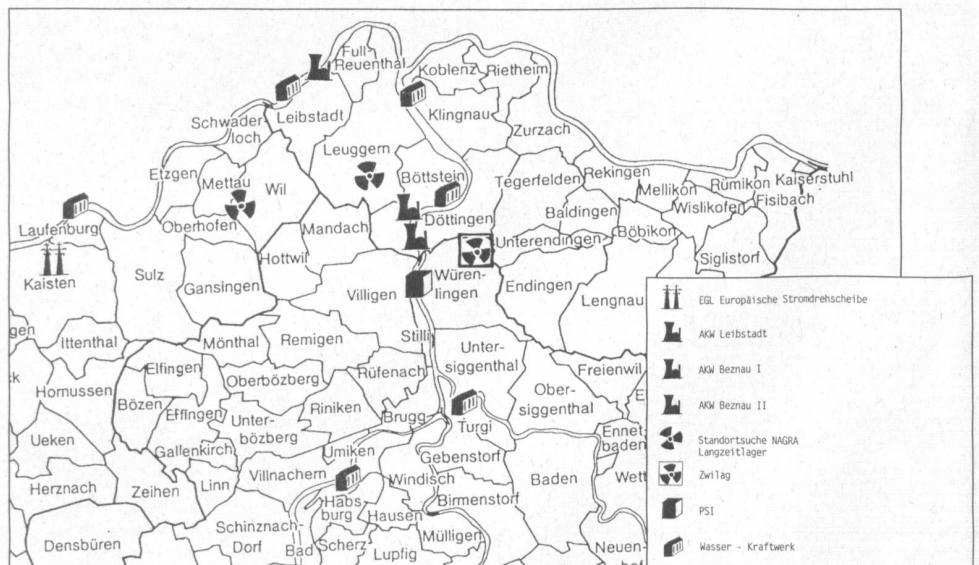 Full-
Reuenthal
Koblenz
Rietheim
Schwader-
loch
Leibstadt
Klingnau
Zurzach
Leuggern
Etzgen
Mettau
Wil
Böttstein
Tegerfelden
Rekingen
Mellikon
Rümikon
Kaiserstuhl
Fisibach
Wislikofen
Baldingen
Böbikon
Siglistorf
Laufenburg
Oberhofen
Mandach
Döttingen
Unterendingen
Kaisten
Sulz
Gansingen
Hottwil
Villigen
Würen-
lingen
Endingen
Lengnau
gen
Ittenthal
Mönthal
Remigen
Stilli
Unter-
siggenthal
Freienwil
k
Hornussen
Elfingen
Bözen
Effingen
Oberbözberg
Rüfenach
Riniken
Ober-
siggenthal
E
Ueken
Gallenkirch
Unter-
bözberg
Brugg
Turgi
Ennet-
baden
Umiken
Gebenstorf
Herznach
Zeihen
Linn
Villnachern
Windisch
Birmenstorf
Baden
Wett
Habs-
burg
Hausen
Mülligen
Densbüren
Schinznach-
Dorf
Bad
Scherz
Lupfig
Neuen-
hof
EGL Europäische Stromdrehscheibe
AKW Leibstadt
AKW Beznau I
AKW Beznau II
Standortsuche NAGRA
Langzeitlager
Zwilag
PSI
Wasser - Kraftwerk